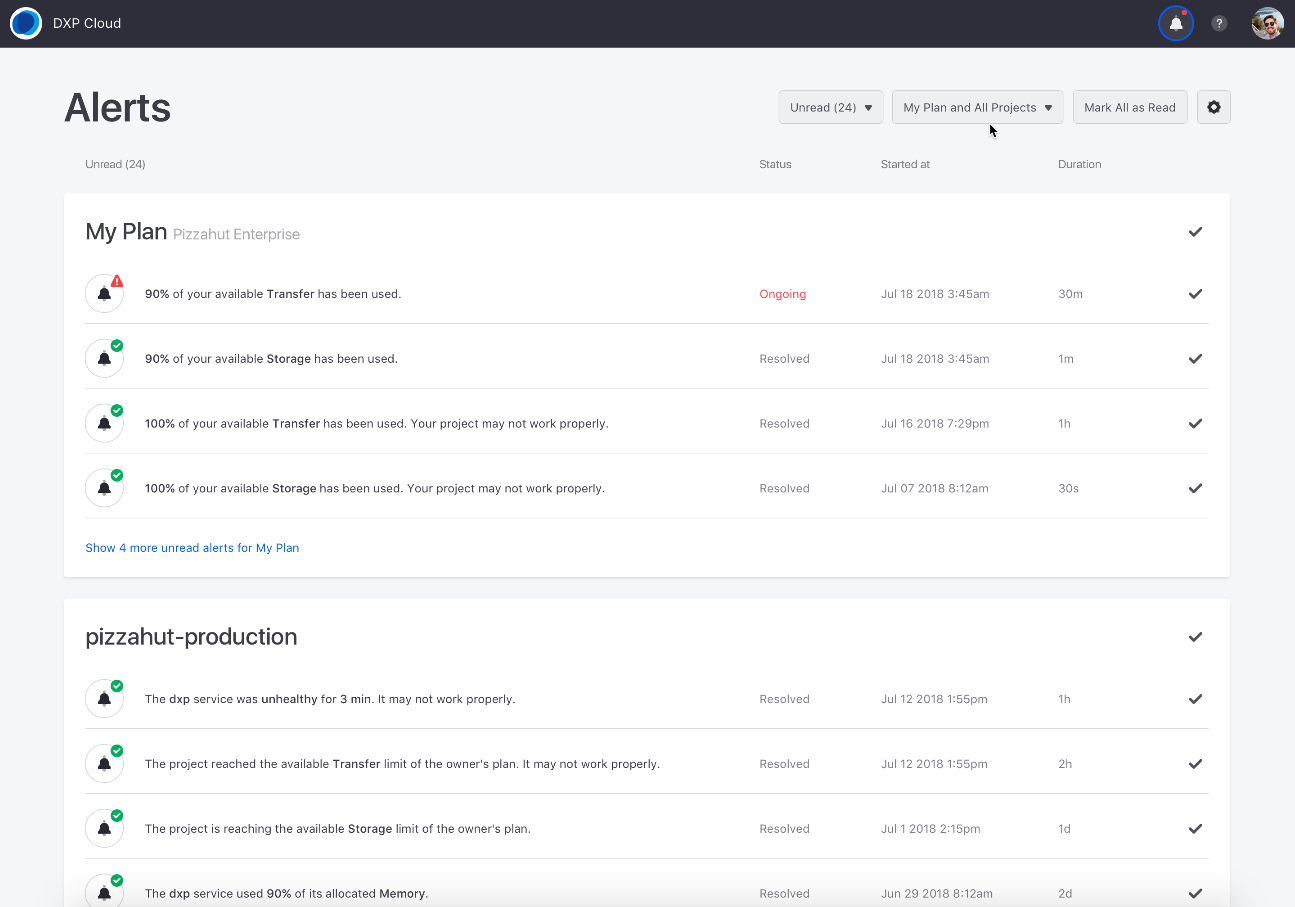 DXP Cloud
?
Alerts
Unread (24)
My Plan and All Projects
Mark All as Read
Unread (24) Status Started at Duration
My Plan Pizzahut Enterprise
90% of your available Transfer has been used. Ongoing Jul 18 2018 3:45am 30m
90% of your available Storage has been used. Resolved Jul 18 2018 3:45am 1m
100% of your available Transfer has been used. Your project may not work properly. Resolved Jul 16 2018 7:29pm 1h
100% of your available Storage has been used. Your project may not work properly. Resolved Jul 07 2018 8:12am 30s
Show 4 more unread alerts for My Plan
pizzahut-production
The dxp service was unhealthy for 3 min. It may not work properly. Resolved Jul 12 2018 1:55pm 1h
The project reached the available Transfer limit of the owner's plan. It may not work properly. Resolved Jul 12 2018 1:55pm 2h
The project is reaching the available Storage limit of the owner's plan. Resolved Jul 1 2018 2:15pm 1d
The dxp service used 90% of its allocated Memory. Resolved Jun 29 2018 8:12am 2d